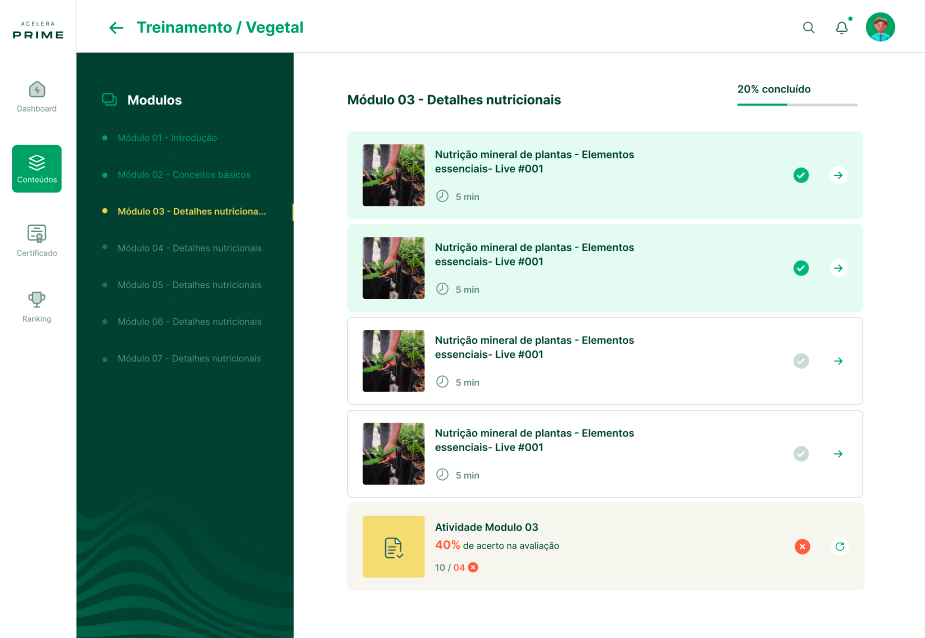 ACELERA
PRIME
Treinamento / Vegetal
Dashboard
Conteúdos
Certificado
Ranking
Modulos
Módulo 01 - Introdução
Módulo 02 - Conceitos básicos
Módulo 03 - Detalhes nutriciona...
Módulo 04 - Detalhes nutricionais
Módulo 05 - Detalhes nutricionais
Módulo 06 - Detalhes nutricionais
Módulo 07 - Detalhes nutricionais
Módulo 03 - Detalhes nutricionais
20% concluído
Nutrição mineral de plantas - Elementos
essenciais- Live #001
5 min
Nutrição mineral de plantas - Elementos
essenciais- Live #001
5 min
Nutrição mineral de plantas - Elementos
essenciais- Live #001
5 min
Nutrição mineral de plantas - Elementos
essenciais- Live #001
5 min
Atividade Modulo 03
40% de acerto na avaliação
10 / 04